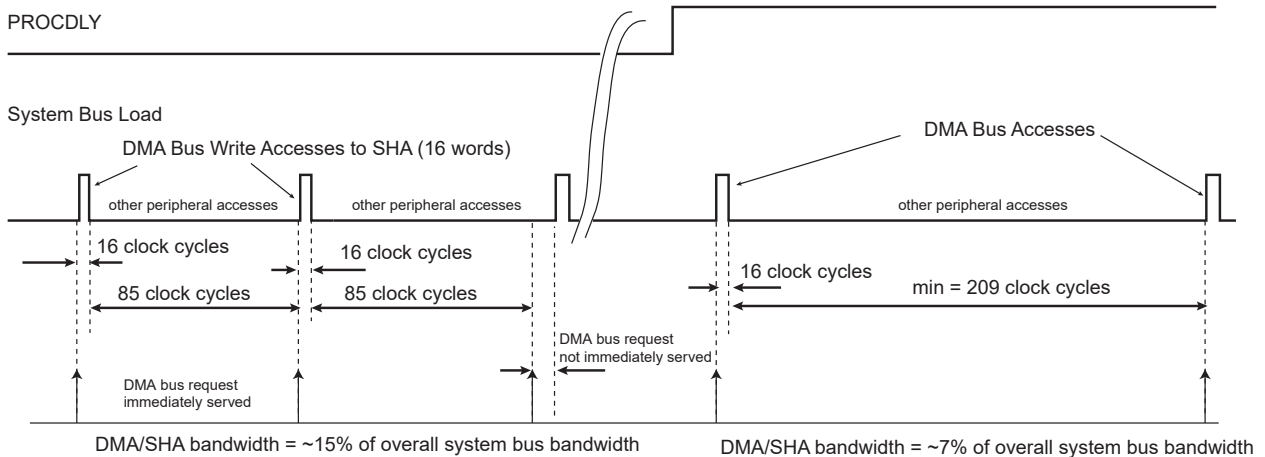 PROCDLY
System Bus Load
DMA Bus Write Accesses to SHA (16 words)
DMA Bus Accesses
other peripheral accesses
other peripheral accesses
other peripheral accesses
16 clock cycles
16 clock cycles
16 clock cycles
85 clock cycles
85 clock cycles
min = 209 clock cycles
DMA bus request
not immediately served
DMA bus request
immediately served
DMA/SHA bandwidth = ~15% of overall system bus bandwidth
DMA/SHA bandwidth = ~7% of overall system bus bandwidth